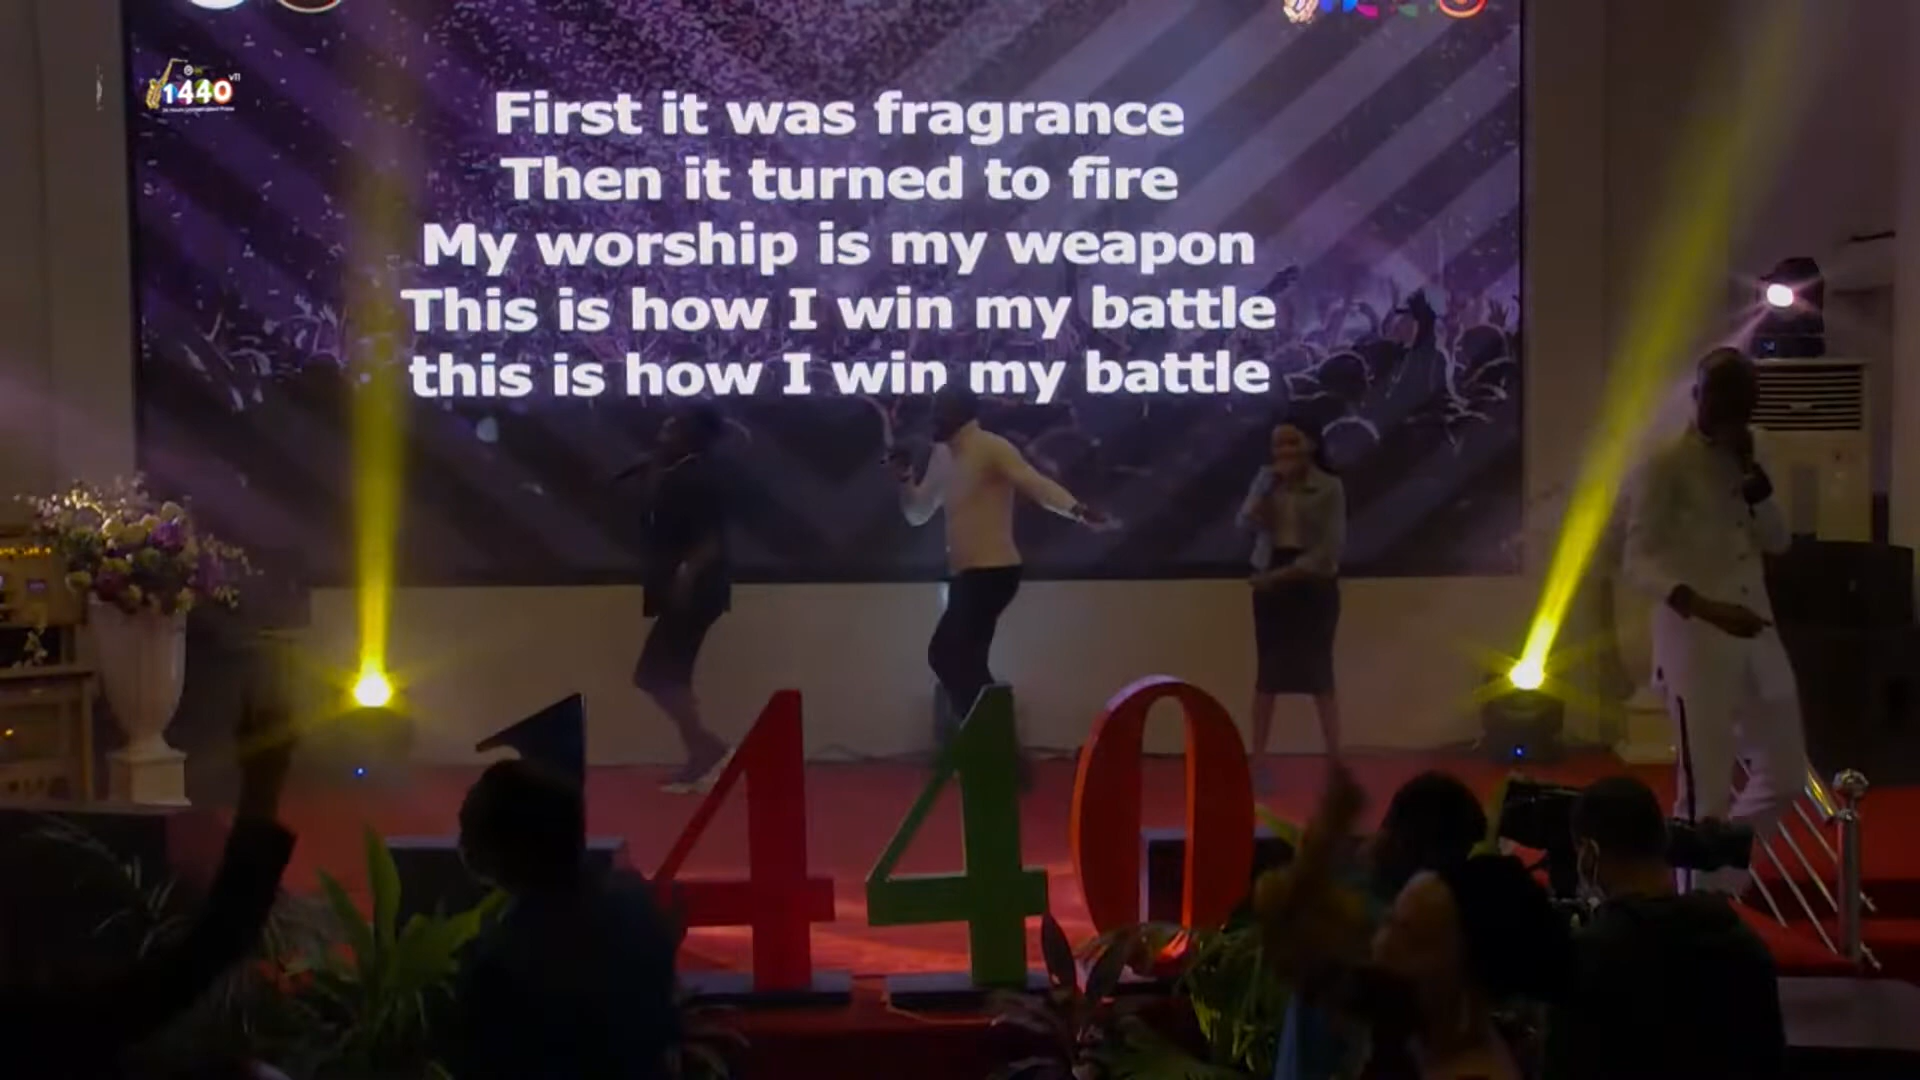 1440
VII
First it was fragrance
Then it turned to fire
My worship is my weapon
This is how I win my battle
this is how I win my battle
1440